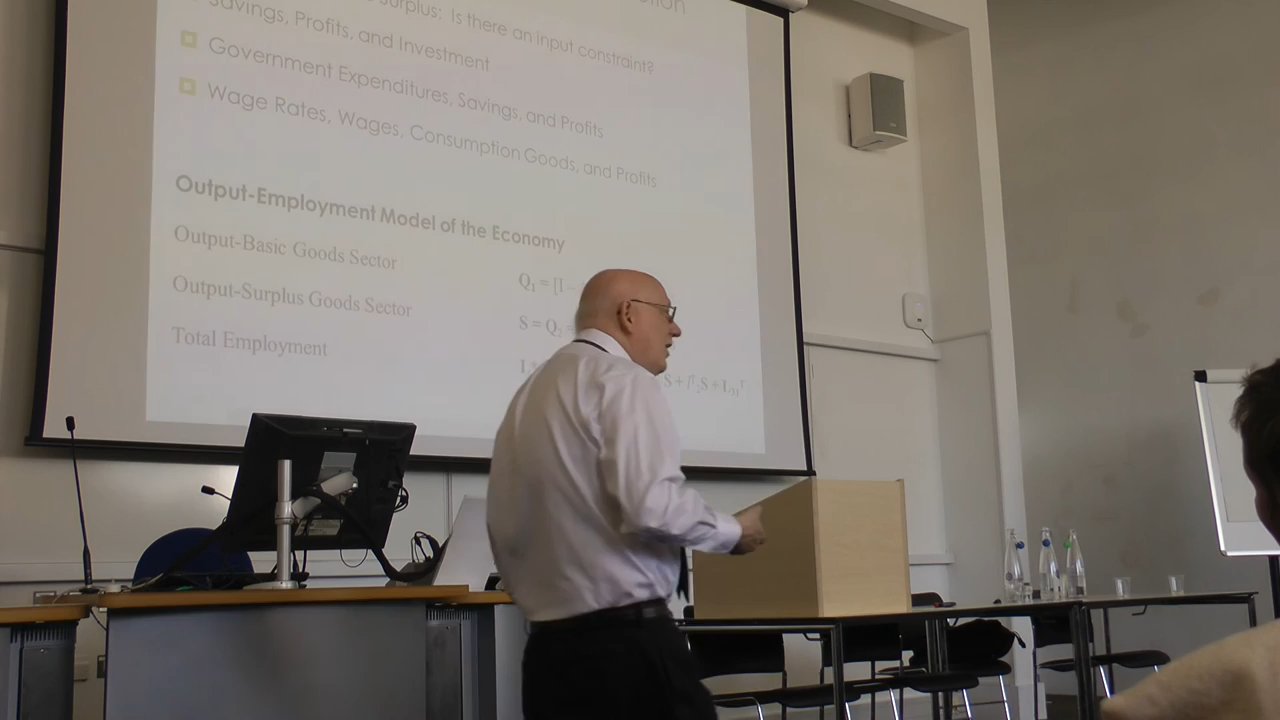 Surplus: Is there an input constraint?
Savings, Profits, and Investment
Government Expenditures, Savings, and Profits
Wage Rates, Wages, Consumption Goods, and Profits
Output-Employment Model of the Economy
Output-Basic Goods Sector
Q₁ = [I –
Output-Surplus Goods Sector
S = Q₂
Total Employment